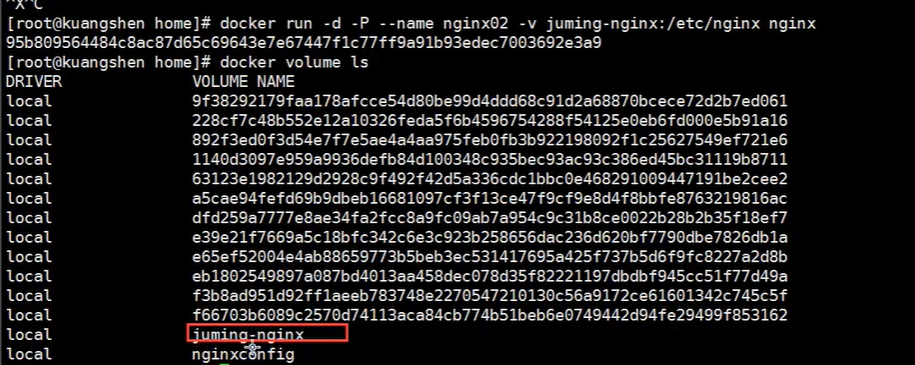 ^X^C
[root@kuangshen home]# docker run -d -P --name nginx02 -v juming-nginx:/etc/nginx nginx
95b809564484c8ac87d65c69643e7e67447f1c77ff9a91b93edec7003692e3a9
[root@kuangshen home]# docker volume ls
DRIVER              VOLUME NAME
local               9f38292179faa178afcce54d80be99d4ddd68c91d2a68870bcece72d2b7ed061
local               228cf7c48b552e12a10326feda5f6b4596754288f54125e0eb6fd000e5b91a16
local               892f3ed0f3d54e7f7e5ae4a4aa975feb0fb3b922198092f1c25627549ef721e6
local               1140d3097e959a9936defb84d100348c935bec93ac93c386ed45bc31119b8711
local               63123e1982129d2928c9f492f42d5a336cdc1bbc0e468291009447191be2cee2
local               a5cae94fefd69b9dbeb16681097cf3f13ce47f9cf9e8d4f8bbfe8763219816ac
local               dfd259a7777e8ae34fa2fcc8a9fc09ab7a954c9c31b8ce0022b28b2b35f18ef7
local               e39e21f7669a5c18bfc342c6e3c923b258656dac236d620bf7790dbe7826db1a
local               e65ef52004e4ab88659773b5beb3ec531417695a425f737b5d6f9fc8227a2d8b
local               eb1802549897a087bd4013aa458dec078d35f82221197dbdbf945cc51f77d49a
local               f3b8ad951d92ff1aeeb783748e2270547210130c56a9172ce61601342c745c5f
local               f66703b6089c2570d74113aca84cb774b51beb6e0749442d94fe29499f853162
local               juming-nginx
local               nginxconfig